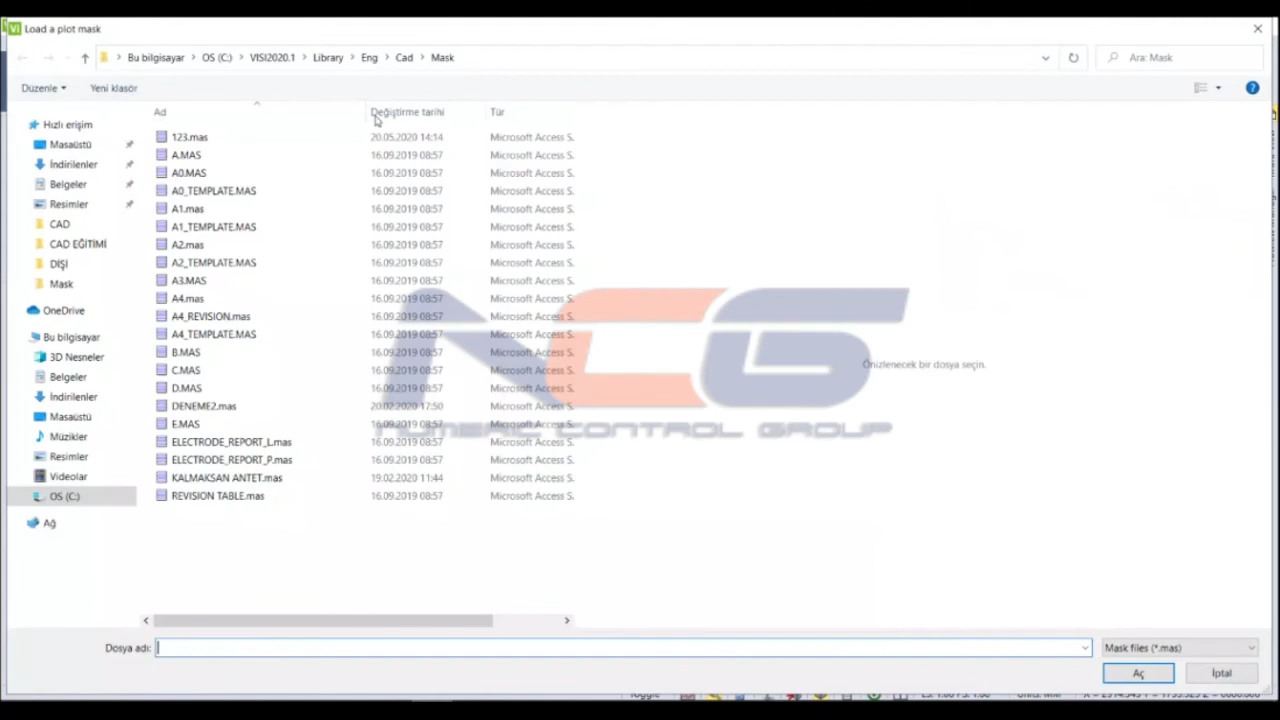 Load a plot mask
Bu bilgisayar > OS (C:) > VISI2020.1 > Library > Eng > Cad > Mask
Ara: Mask
Düzenle
Yeni klasör
Ad
Değiştirme tarihi
Tür
Hızlı erişim
Masaüstü
İndirilenler
Belgeler
Resimler
CAD
CAD EĞİTİMİ
DİŞİ
Mask
OneDrive
Bu bilgisayar
3D Nesneler
Belgeler
İndirilenler
Masaüstü
Müzikler
Resimler
Videolar
OS (C:)
Ağ
123.mas 20.05.2020 14:14 Microsoft Access S.
A.MAS 16.09.2019 08:57 Microsoft Access S.
A0.MAS 16.09.2019 08:57 Microsoft Access S.
A0_TEMPLATE.MAS 16.09.2019 08:57 Microsoft Access S.
A1.mas 16.09.2019 08:57 Microsoft Access S.
A1_TEMPLATE.MAS 16.09.2019 08:57 Microsoft Access S.
A2.mas 16.09.2019 08:57 Microsoft Access S.
A2_TEMPLATE.MAS 16.09.2019 08:57 Microsoft Access S.
A3.MAS 16.09.2019 08:57 Microsoft Access S.
A4.mas 16.09.2019 08:57 Microsoft Access S.
A4_REVISION.mas 16.09.2019 08:57 Microsoft Access S.
A4_TEMPLATE.MAS 16.09.2019 08:57 Microsoft Access S.
B.MAS 16.09.2019 08:57 Microsoft Access S.
C.MAS 16.09.2019 08:57 Microsoft Access S.
D.MAS 16.09.2019 08:57 Microsoft Access S.
DENEME2.mas 20.02.2020 17:50 Microsoft Access S.
E.MAS 16.09.2019 08:57 Microsoft Access S.
ELECTRODE_REPORT_L.mas 16.09.2019 08:57 Microsoft Access S.
ELECTRODE_REPORT_P.mas 16.09.2019 08:57 Microsoft Access S.
KALMAKSAN ANTET.mas 19.02.2020 11:44 Microsoft Access S.
REVISION TABLE.mas 16.09.2019 08:57 Microsoft Access S.
NCG
NUMERIC CONTROL GROUP
Önizlenecek bir dosya seçin.
Dosya adı:
Mask files (*.mas)
Aç
İptal